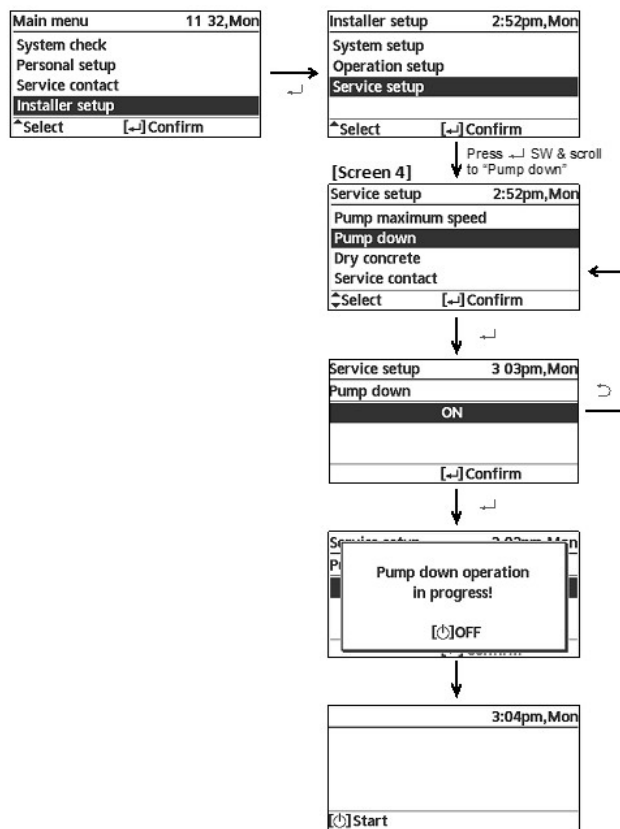 Main menu 11 32,Mon
System check
Personal setup
Service contact
Installer setup
Select [↵]Confirm
Installer setup 2:52pm,Mon
System setup
Operation setup
Service setup
Select [↵]Confirm
Press ↵ SW & scroll
to "Pump down"
[Screen 4]
Service setup 2:52pm,Mon
Pump maximum speed
Pump down
Dry concrete
Service contact
Select [↵]Confirm
Service setup 3 03pm,Mon
Pump down
ON
[↵]Confirm
Pump down operation
in progress!
[⏻]OFF
3:04pm,Mon
[⏻]Start